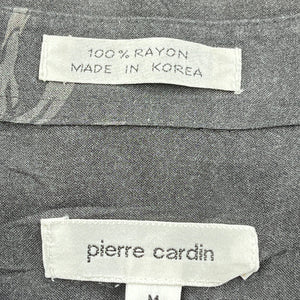 100% RAYON
MADE IN KOREA
pierre cardin
M